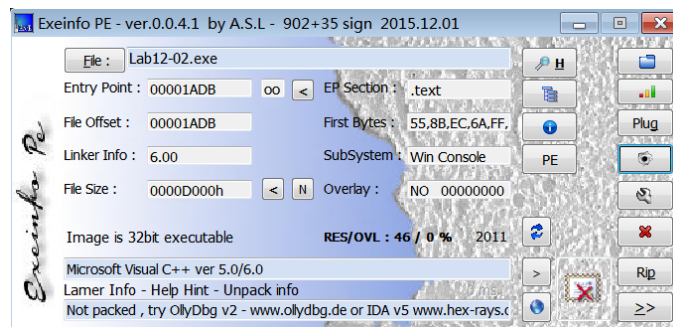 Exeinfo PE - ver.0.0.4.1 by A.S.L - 902+35 sign 2015.12.01
File : Lab12-02.exe H
Entry Point : 00001ADB oo < EP Section : .text
File Offset : 00001ADB First Bytes : 55,8B,EC,6A,FF, Plug
Linker Info : 6.00 SubSystem : Win Console PE
File Size : 0000D000h < N Overlay : NO 00000000
Image is 32bit executable RES/OVL : 46 / 0 % 2011
Microsoft Visual C++ ver 5.0/6.0 > Rip
Lamer Info - Help Hint - Unpack info
Not packed , try OllyDbg v2 - www.ollydbg.de or IDA v5 www.hex-rays.c >>
Exeinfo Pe